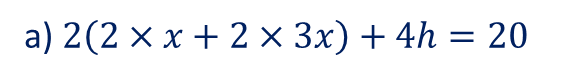 a) 2(2 × x + 2 × 3x) + 4h = 20